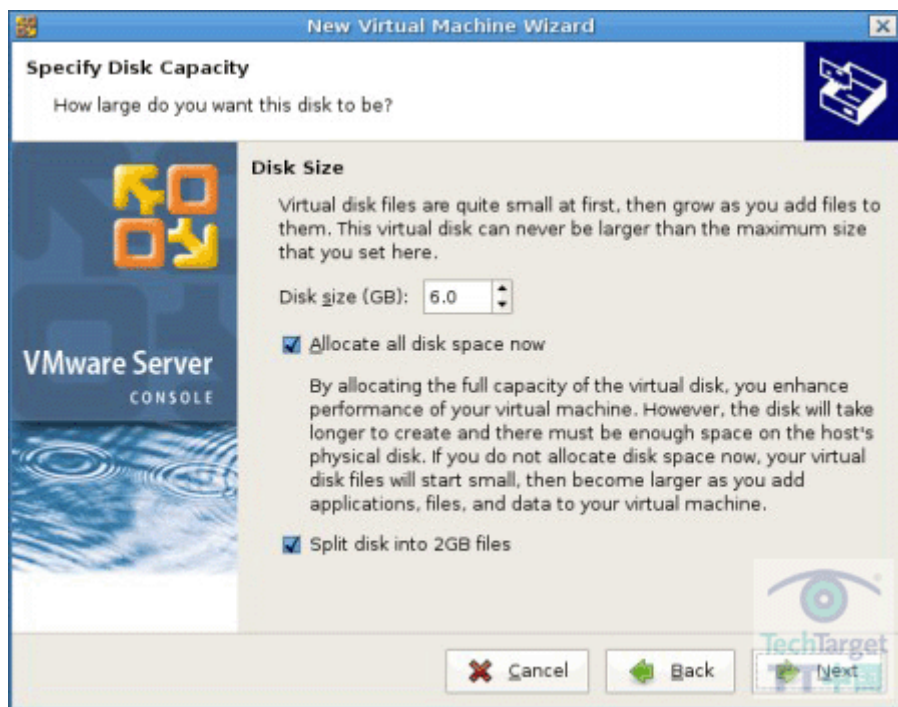 New Virtual Machine Wizard
Specify Disk Capacity
How large do you want this disk to be?
VMware Server
CONSOLE
Disk Size
Virtual disk files are quite small at first, then grow as you add files to
them. This virtual disk can never be larger than the maximum size
that you set here.
Disk size (GB): 6.0
Allocate all disk space now
By allocating the full capacity of the virtual disk, you enhance
performance of your virtual machine. However, the disk will take
longer to create and there must be enough space on the host's
physical disk. If you do not allocate disk space now, your virtual
disk files will start small, then become larger as you add
applications, files, and data to your virtual machine.
Split disk into 2GB files
TechTarget
Cancel Back Next